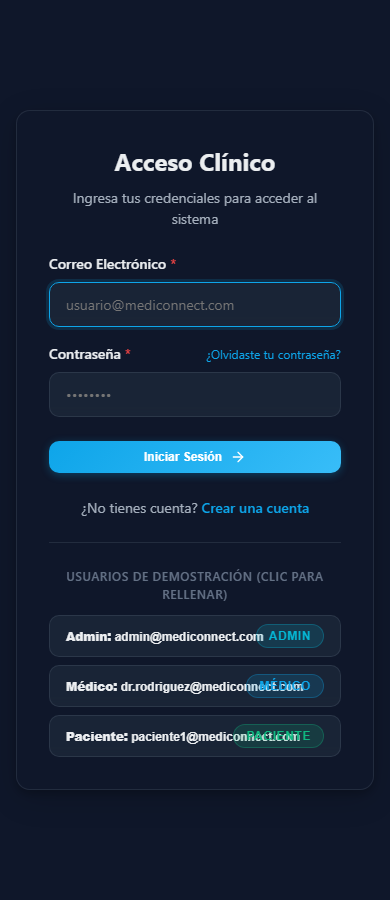 Acceso Clínico
Ingresa tus credenciales para acceder al
sistema
Correo Electrónico *
usuario@mediconnect.com
Contraseña * ¿Olvidaste tu contraseña?
••••••••
Iniciar Sesión →
¿No tienes cuenta? Crear una cuenta
USUARIOS DE DEMOSTRACIÓN (CLIC PARA
RELLENAR)
Admin: admin@mediconnect.com ADMIN
Médico: dr.rodriguez@mediconnect.com MÉDICO
Paciente: paciente1@mediconnect.com PACIENTE